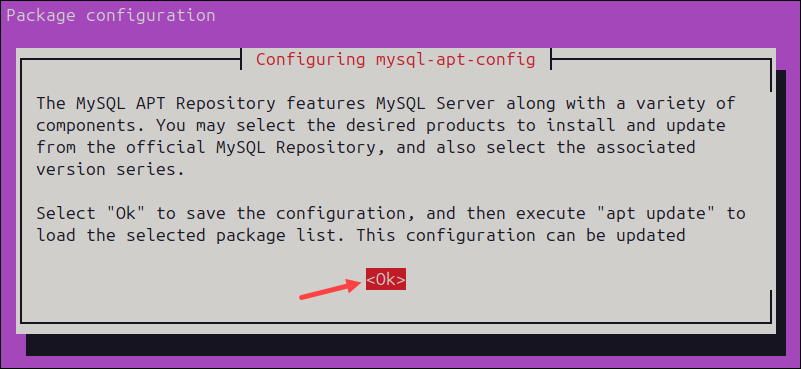 Package configuration
Configuring mysql-apt-config
The MySQL APT Repository features MySQL Server along with a variety of
components. You may select the desired products to install and update
from the official MySQL Repository, and also select the associated
version series.
Select "Ok" to save the configuration, and then execute "apt update" to
load the selected package list. This configuration can be updated
<Ok>